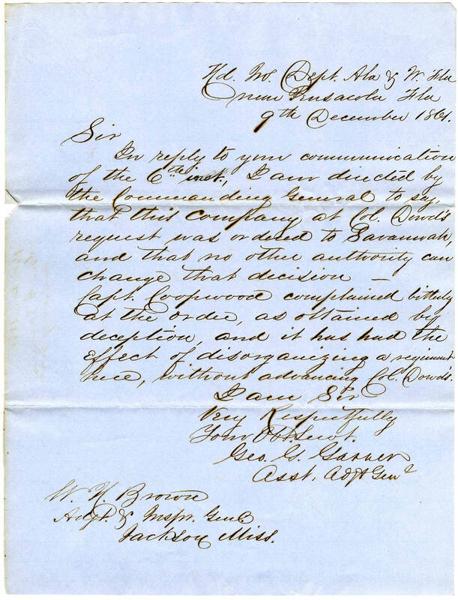 Hd. Qrs. Dept. Ala & W. Fla
near Pensacola Fla
9th December 1861.
Sir
In reply to your communication
of the 6th inst., I am directed by
the Commanding General to say,
that this company at Col. Dowd's
request was ordered to Savannah,
and that no other authority can
change that decision —
Capt. Coopwood complained bitterly
at the order, as obtained by
deception, and it has had the
effect of disorganizing a regiment
here, without advancing Col. Dowd's.
I am Sir
Very Respectfully
Your Obt Servt.
Geo. G. Garner
Asst. Adjt Genl
W. H. Brown
Adjt. & Inspr. Genl
Jackson Miss.